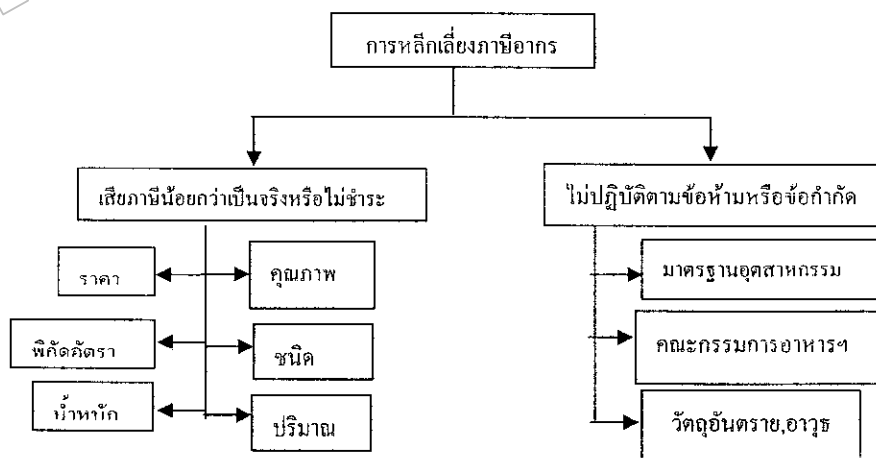 การหลีกเลี่ยงภาษีอากร
เสียภาษีน้อยกว่าเป็นจริงหรือไม่ชำระ
ไม่ปฏิบัติตามข้อห้ามหรือข้อกำกัด
ราคา
คุณภาพ
มาตรฐานอุตสาหกรรม
พิกัดอัตรา
ชนิด
คณะกรรมการอาหารฯ
น้ำหนัก
ปริมาณ
วัตถุอันตราย,อาวุธ